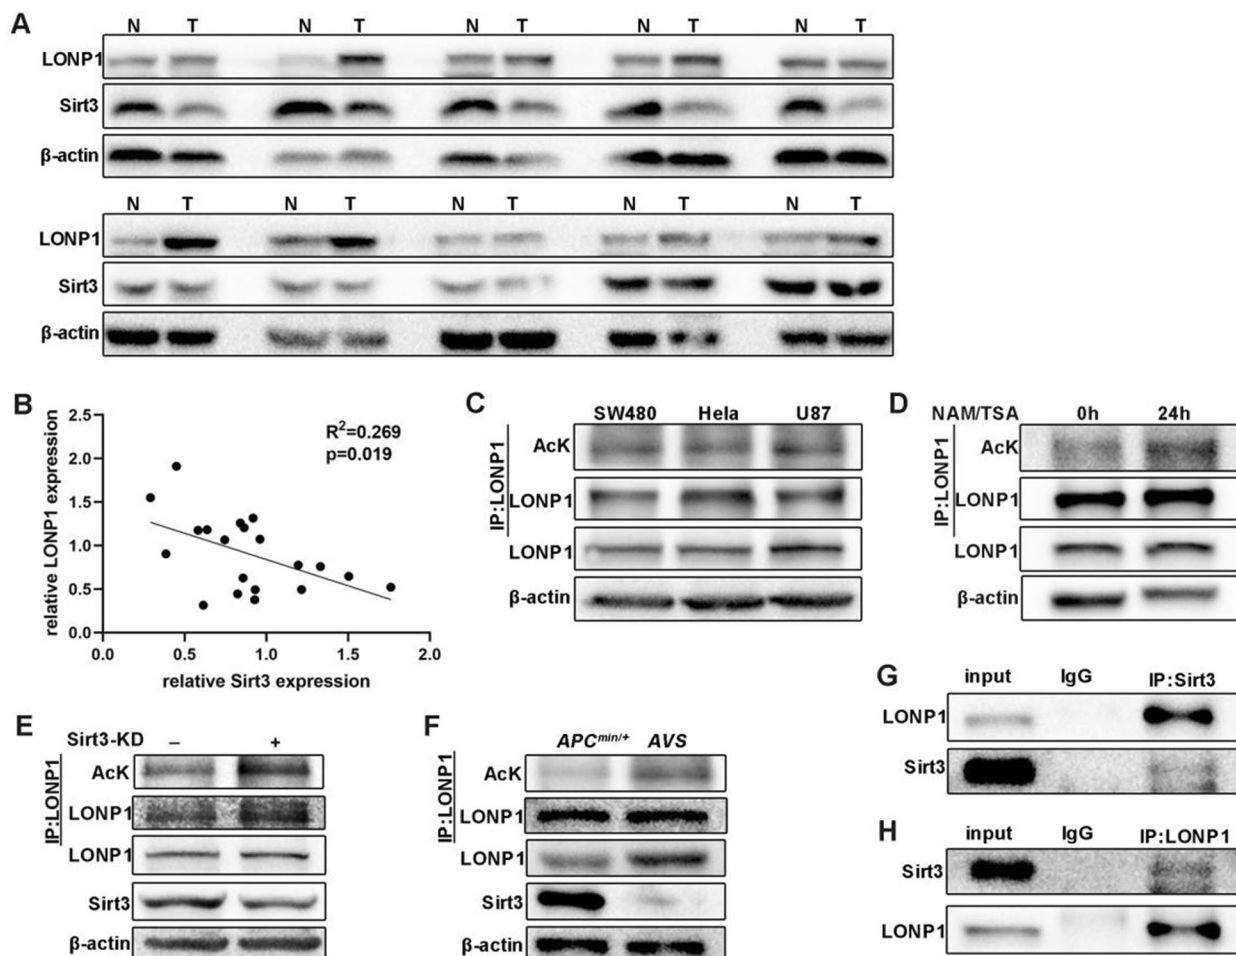 A
N T N T N T N T N T
LONP1
Sirt3
β-actin
N T N T N T N T N T
LONP1
Sirt3
β-actin
B
relative LONP1 expression
2.5
2.0
1.5
1.0
0.5
0.0
R²=0.269
p=0.019
0.0 0.5 1.0 1.5 2.0
relative Sirt3 expression
C
SW480 Hela U87
IP:LONP1
AcK
LONP1
LONP1
β-actin
D
NAM/TSA 0h 24h
IP:LONP1
AcK
LONP1
LONP1
β-actin
E
Sirt3-KD – +
IP:LONP1
AcK
LONP1
LONP1
Sirt3
β-actin
F
APCmin/+ AVS
IP:LONP1
AcK
LONP1
LONP1
Sirt3
β-actin
G
input IgG IP:Sirt3
LONP1
Sirt3
H
input IgG IP:LONP1
Sirt3
LONP1